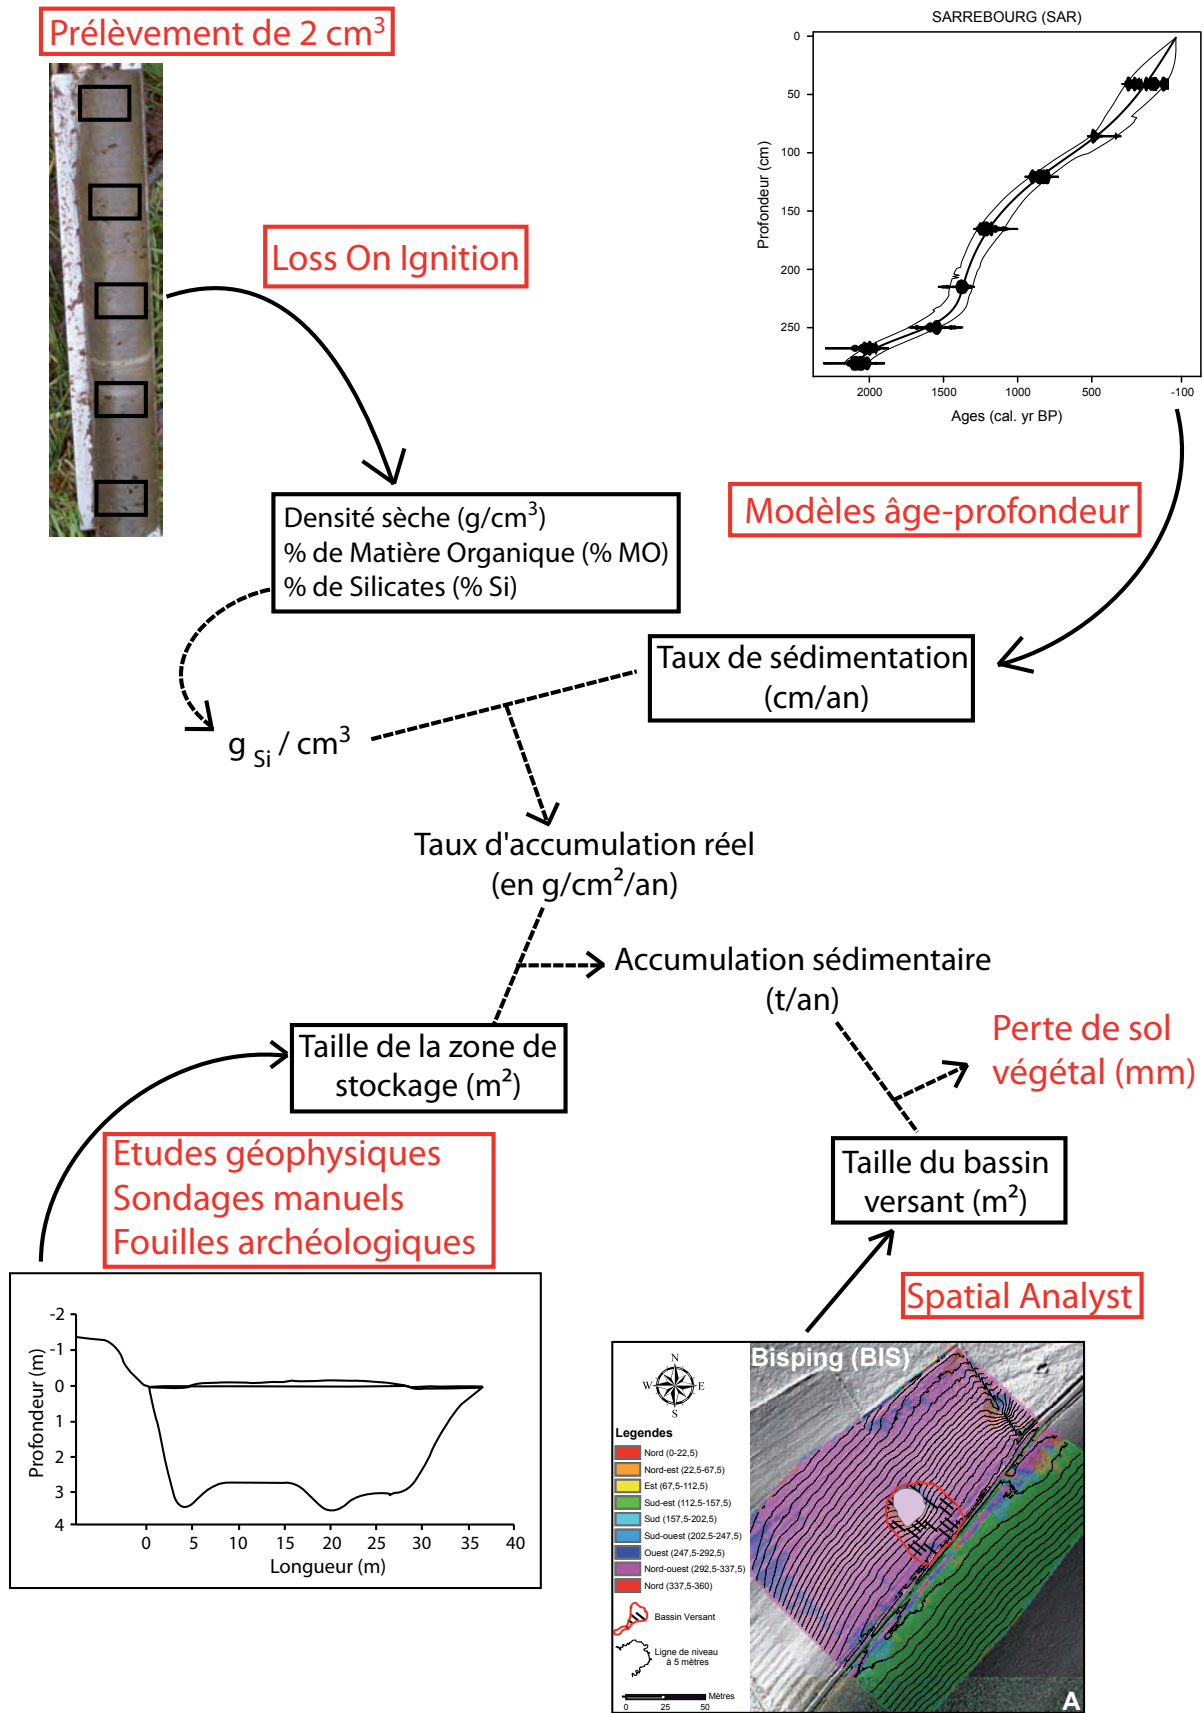 Prélèvement de 2 cm³
Loss On Ignition
SARREBOURG (SAR)
Profondeur (cm)
0
50
100
150
200
250
2000 1500 1000 500 -100
Ages (cal. yr BP)
Modèles âge-profondeur
Densité sèche (g/cm³)
% de Matière Organique (% MO)
% de Silicates (% Si)
Taux de sédimentation
(cm/an)
g Si / cm³
Taux d'accumulation réel
(en g/cm²/an)
Accumulation sédimentaire
(t/an)
Perte de sol
végétal (mm)
Taille de la zone de
stockage (m²)
Etudes géophysiques
Sondages manuels
Fouilles archéologiques
Taille du bassin
versant (m²)
Spatial Analyst
Profondeur (m)
-2
-1
0
1
2
3
4
0 5 10 15 20 25 30 35 40
Longueur (m)
Bisping (BIS)
N
W E
S
Legendes
Nord (0-22,5)
Nord-est (22,5-67,5)
Est (67,5-112,5)
Sud-est (112,5-157,5)
Sud (157,5-202,5)
Sud-ouest (202,5-247,5)
Ouest (247,5-292,5)
Nord-ouest (292,5-337,5)
Nord (337,5-360)
Bassin Versant
Ligne de niveau
à 5 mètres
Mètres
0 25 50
A